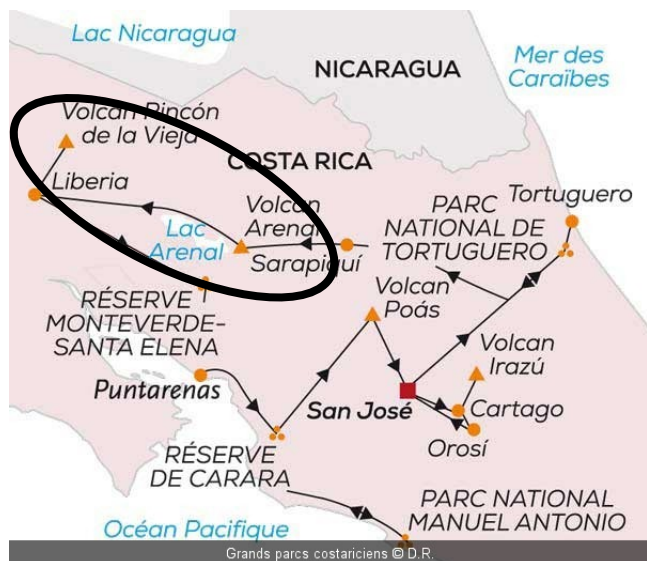 Lac Nicaragua
Mer des
Caraïbes
NICARAGUA
Volcan Rincón
de la Vieja
COSTA RICA
Liberia
Volcan
Arenal
Tortuguero
PARC
NATIONAL DE
TORTUGUERO
Lac
Arenal
Sarapiquí
Volcan
Poás
RÉSERVE
MONTEVERDE-
SANTA ELENA
Volcan
Irazú
Puntarenas
San José
Cartago
Orosí
RÉSERVE
DE CARARA
PARC NATIONAL
MANUEL ANTONIO
Océan Pacifique
Grands parcs costariciens © D.R.